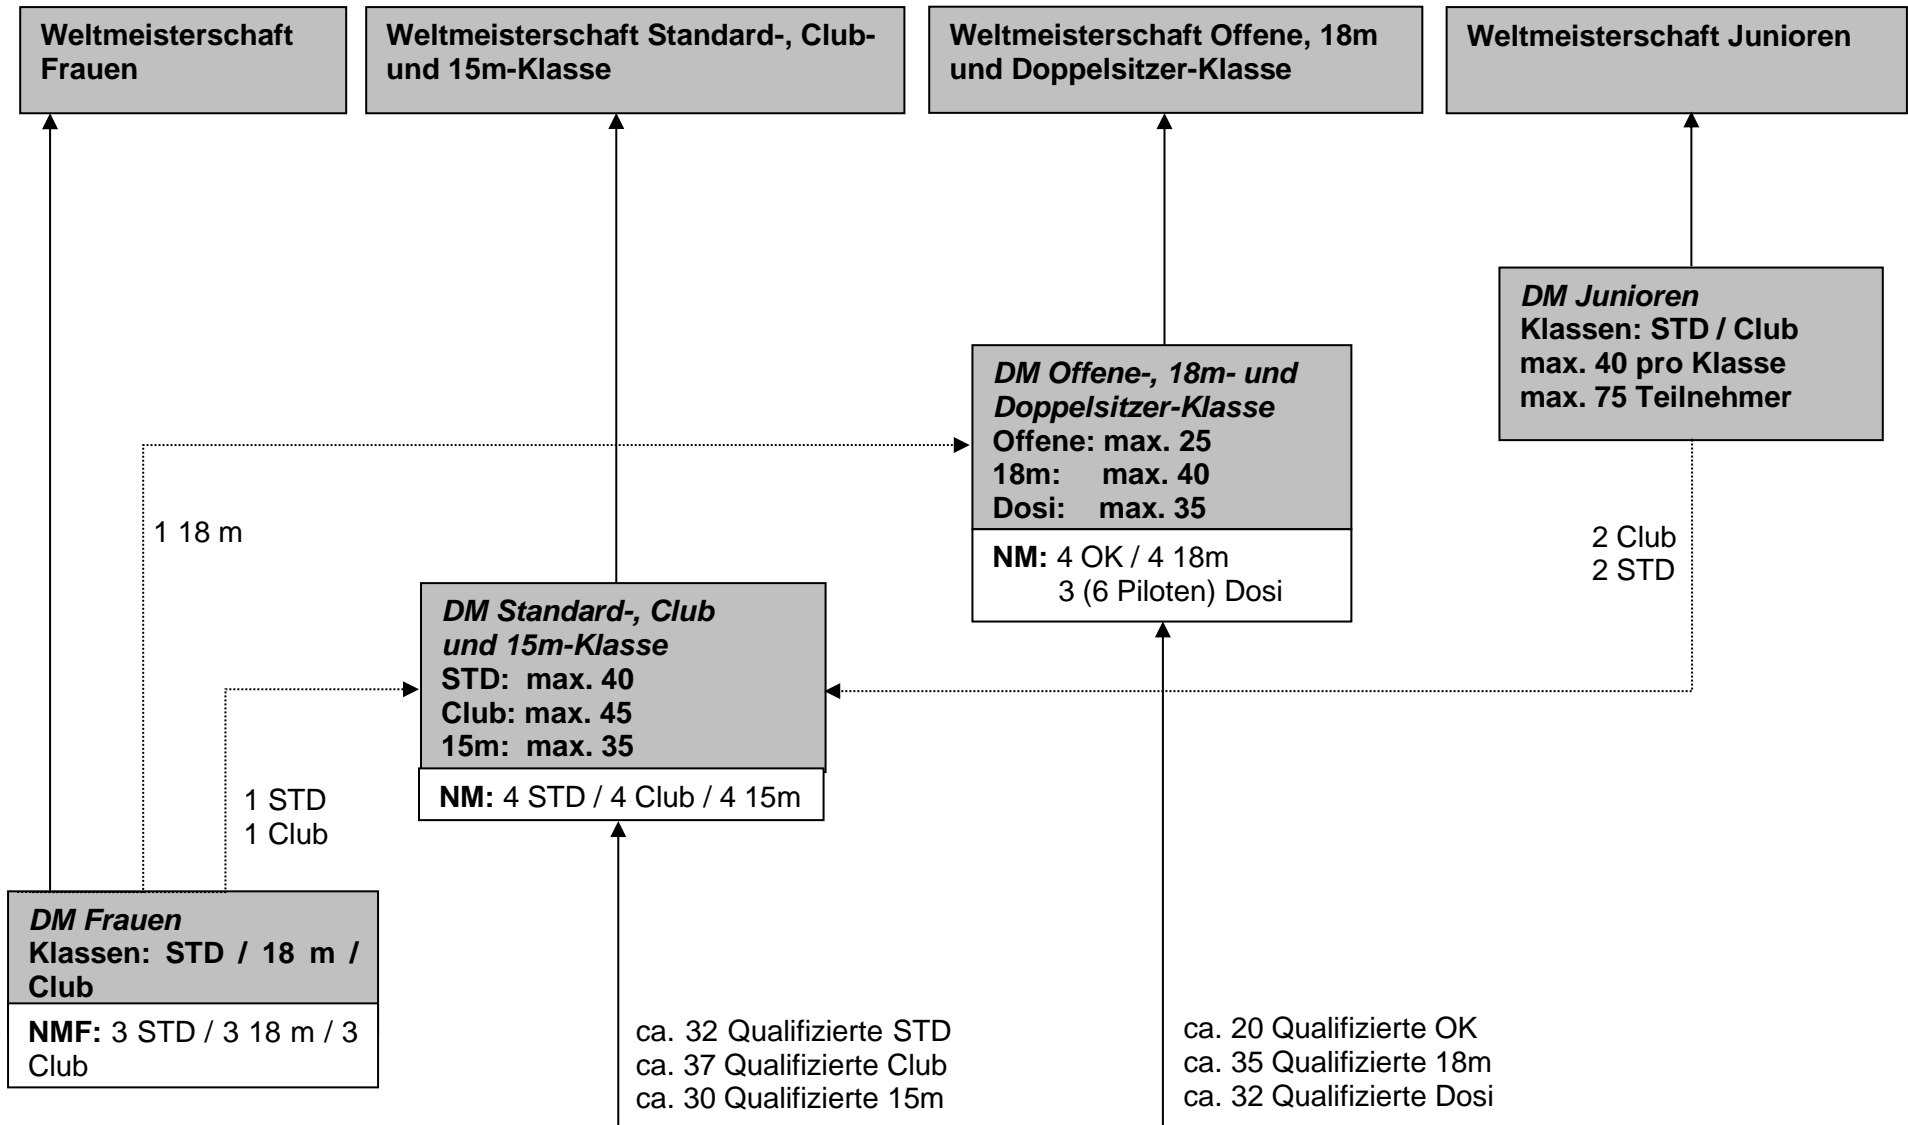 Weltmeisterschaft
Frauen
Weltmeisterschaft Standard-, Club-
und 15m-Klasse
Weltmeisterschaft Offene, 18m
und Doppelsitzer-Klasse
Weltmeisterschaft Junioren
DM Junioren
Klassen: STD / Club
max. 40 pro Klasse
max. 75 Teilnehmer
DM Offene-, 18m- und
Doppelsitzer-Klasse
Offene: max. 25
18m: max. 40
Dosi: max. 35
NM: 4 OK / 4 18m
3 (6 Piloten) Dosi
1 18 m
2 Club
2 STD
DM Standard-, Club
und 15m-Klasse
STD: max. 40
Club: max. 45
15m: max. 35
NM: 4 STD / 4 Club / 4 15m
1 STD
1 Club
DM Frauen
Klassen: STD / 18 m /
Club
NMF: 3 STD / 3 18 m / 3
Club
ca. 32 Qualifizierte STD
ca. 37 Qualifizierte Club
ca. 30 Qualifizierte 15m
ca. 20 Qualifizierte OK
ca. 35 Qualifizierte 18m
ca. 32 Qualifizierte Dosi